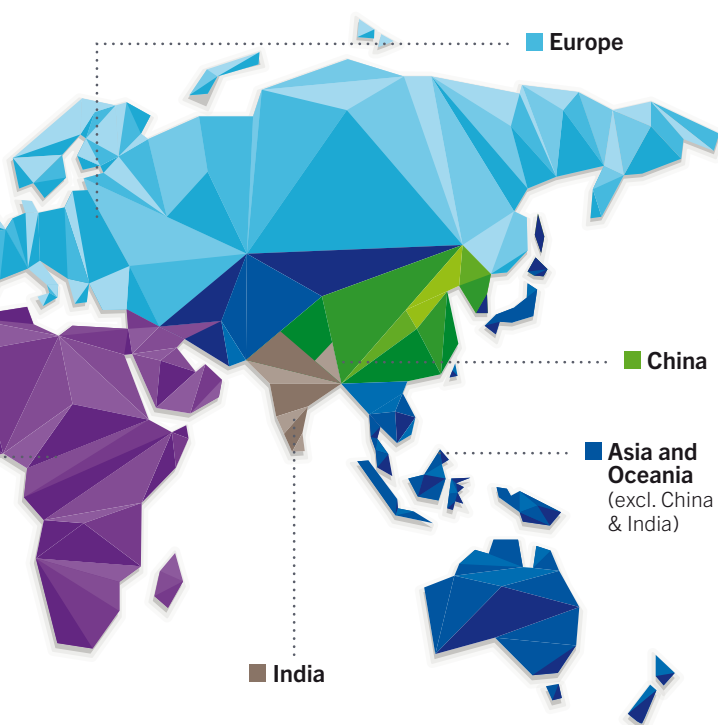 Europe
China
Asia and
Oceania
(excl. China
& India)
India